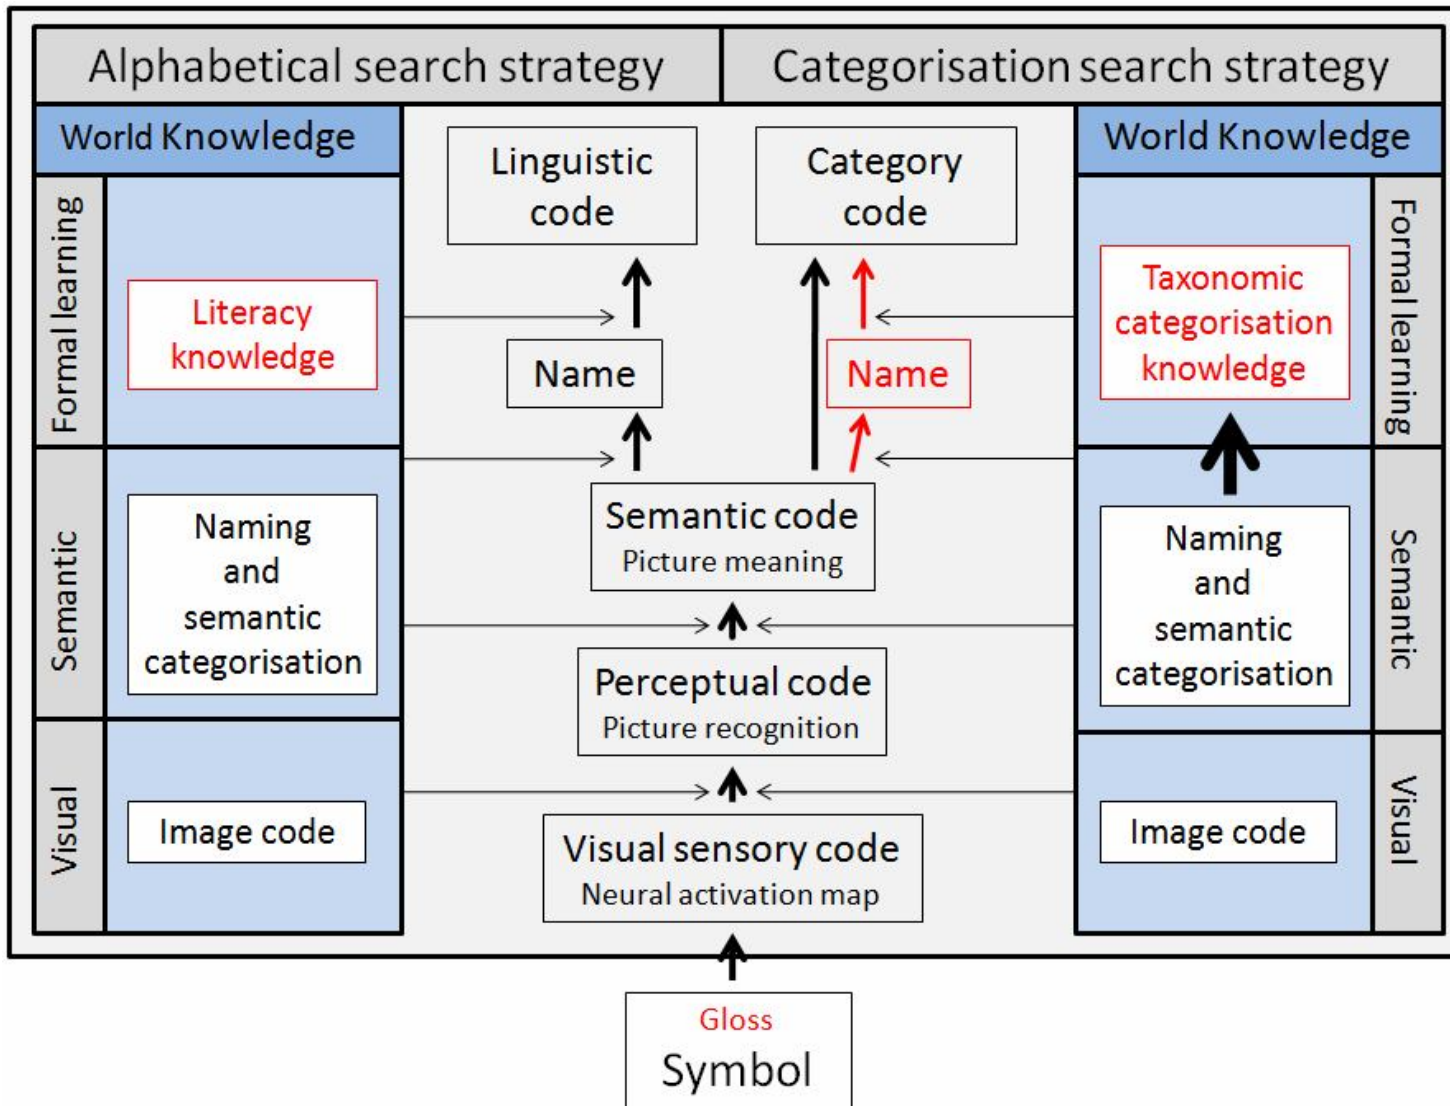 Alphabetical search strategy
Categorisation search strategy
World Knowledge
Formal learning
Literacy
knowledge
Semantic
Naming
and
semantic
categorisation
Visual
Image code
Linguistic
code
Category
code
Name
Name
Semantic code
Picture meaning
Perceptual code
Picture recognition
Visual sensory code
Neural activation map
World Knowledge
Formal learning
Taxonomic
categorisation
knowledge
Semantic
Naming
and
semantic
categorisation
Visual
Image code
Gloss
Symbol